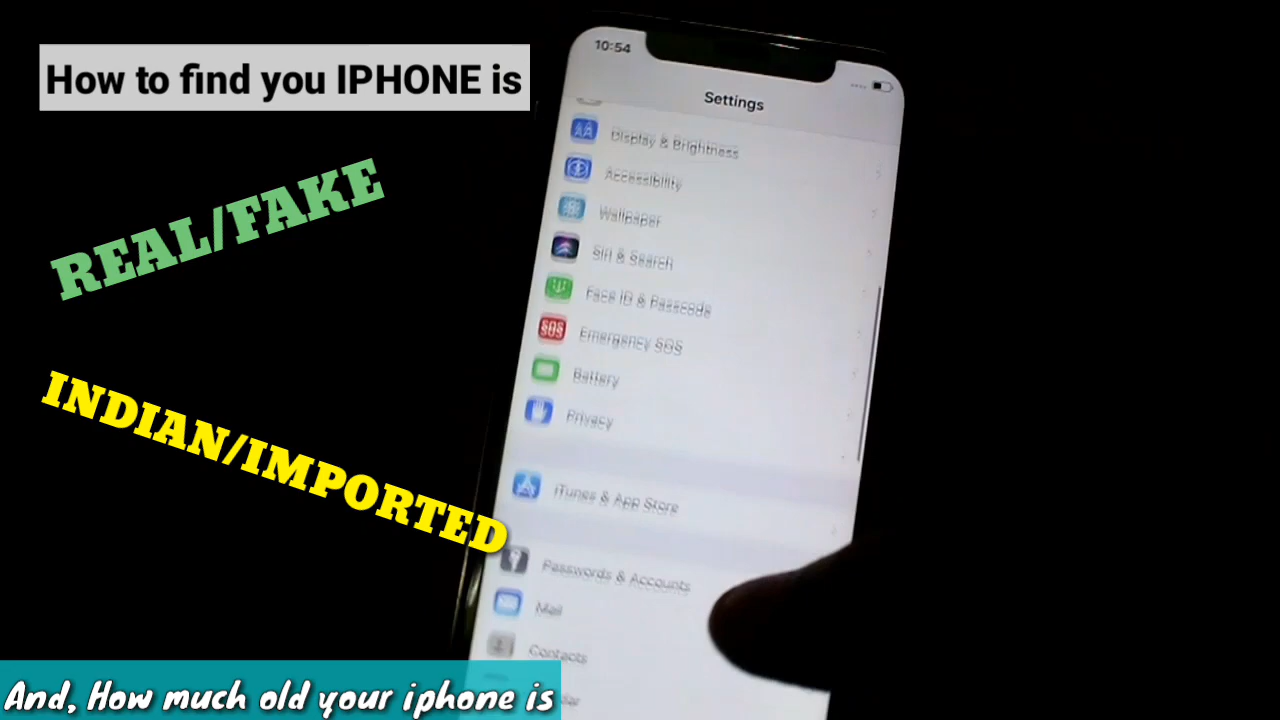 How to find you IPHONE is
REAL/FAKE
INDIAN/IMPORTED
And, How much old your iphone is
10:54
Settings
Display & Brightness
Accessibility
Wallpaper
Siri & Search
Face ID & Passcode
SOS
Emergency SOS
Battery
Privacy
iTunes & App Store
Passwords & Accounts
Mail
Contacts